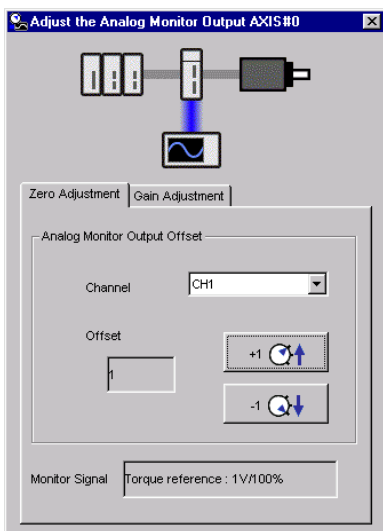 Adjust the Analog Monitor Output AXIS#0
Zero Adjustment Gain Adjustment
Analog Monitor Output Offset
Channel CH1
Offset
1
+1
-1
Monitor Signal Torque reference : 1V/100%